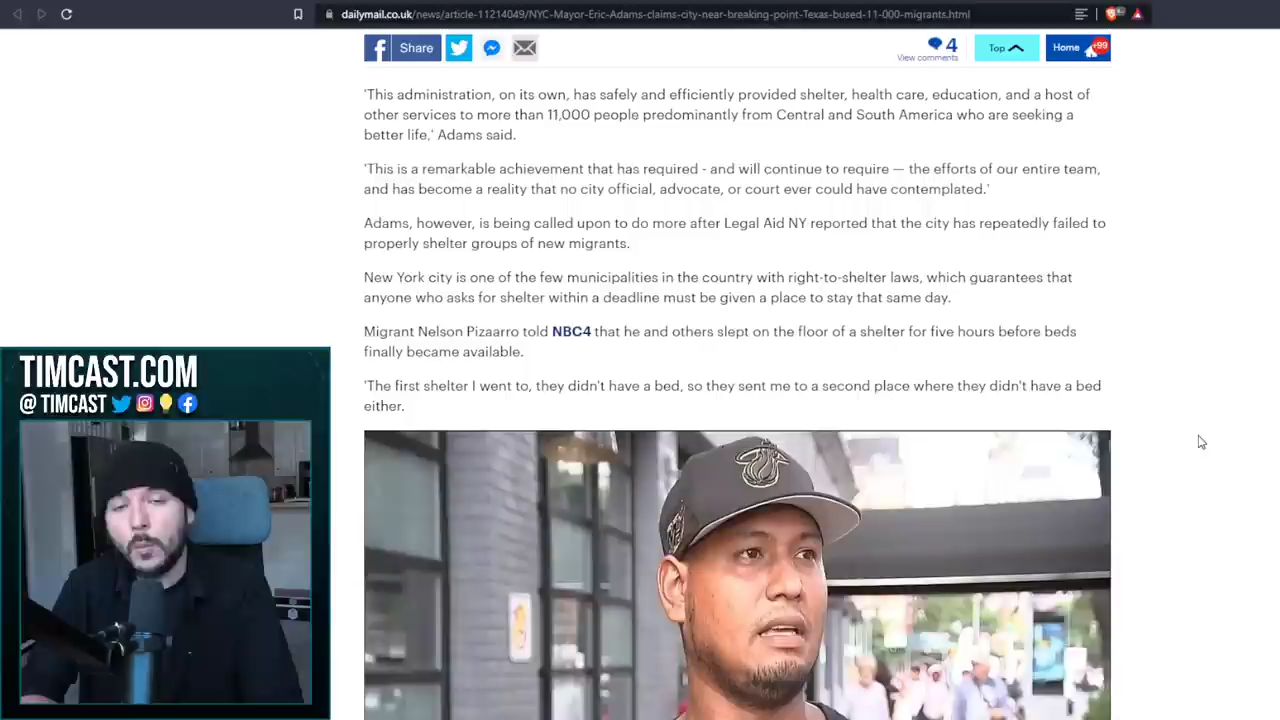 dailymail.co.uk/news/article-11214049/NYC-Mayor-Eric-Adams-claims-city-near-breaking-point-Texas-bused-11-000-migrants.html
f Share
4
View comments
Top
Home
+99
'This administration, on its own, has safely and efficiently provided shelter, health care, education, and a host of
other services to more than 11,000 people predominantly from Central and South America who are seeking a
better life,' Adams said.
'This is a remarkable achievement that has required - and will continue to require — the efforts of our entire team,
and has become a reality that no city official, advocate, or court ever could have contemplated.'
Adams, however, is being called upon to do more after Legal Aid NY reported that the city has repeatedly failed to
properly shelter groups of new migrants.
New York city is one of the few municipalities in the country with right-to-shelter laws, which guarantees that
anyone who asks for shelter within a deadline must be given a place to stay that same day.
Migrant Nelson Pizaarro told NBC4 that he and others slept on the floor of a shelter for five hours before beds
finally became available.
'The first shelter I went to, they didn't have a bed, so they sent me to a second place where they didn't have a bed
either.
TIMCAST.COM
@ TIMCAST